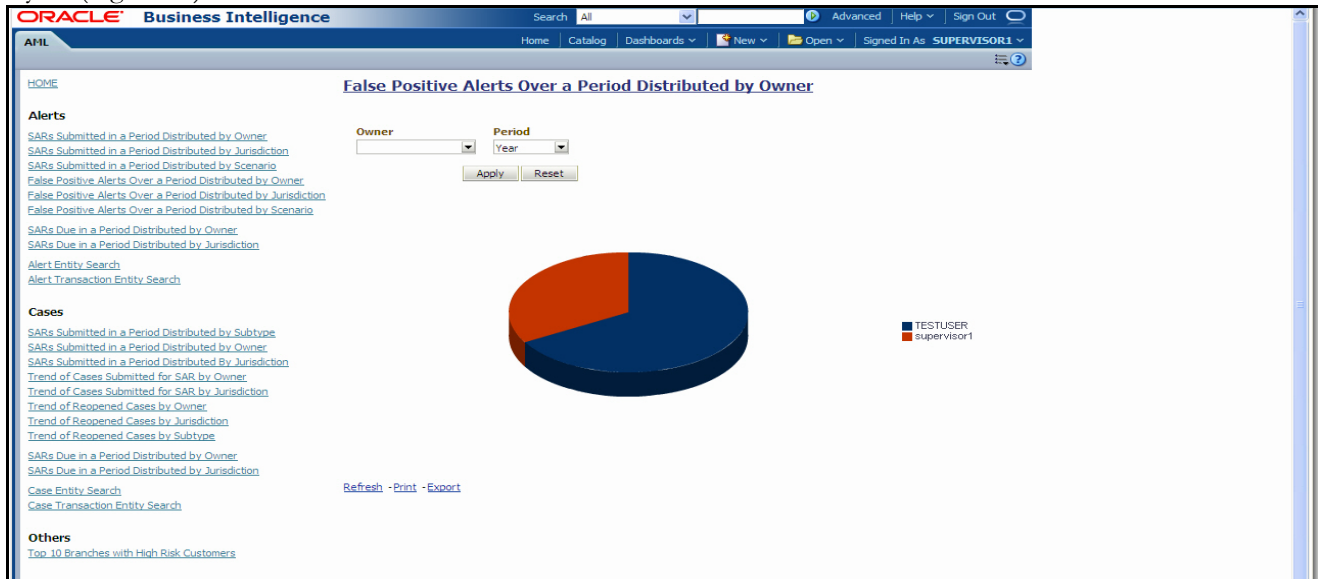 ORACLE Business Intelligence
Search All Advanced Help Sign Out
AML
Home Catalog Dashboards New Open Signed In As SUPERVISOR1
HOME
False Positive Alerts Over a Period Distributed by Owner
Alerts
SARs Submitted in a Period Distributed by Owner
SARs Submitted in a Period Distributed by Jurisdiction
SARs Submitted in a Period Distributed by Scenario
False Positive Alerts Over a Period Distributed by Owner
False Positive Alerts Over a Period Distributed by Jurisdiction
False Positive Alerts Over a Period Distributed by Scenario
SARs Due in a Period Distributed by Owner
SARs Due in a Period Distributed by Jurisdiction
Alert Entity Search
Alert Transaction Entity Search
Cases
SARs Submitted in a Period Distributed by Subtype
SARs Submitted in a Period Distributed by Owner
SARs Submitted in a Period Distributed By Jurisdiction
Trend of Cases Submitted for SAR by Owner
Trend of Cases Submitted for SAR by Jurisdiction
Trend of Reopened Cases by Owner
Trend of Reopened Cases by Jurisdiction
Trend of Reopened Cases by Subtype
SARs Due in a Period Distributed by Owner
SARs Due in a Period Distributed by Jurisdiction
Case Entity Search
Case Transaction Entity Search
Others
Top 10 Branches with High Risk Customers
Owner Period
Year
Apply Reset
TESTUSER
supervisor1
Refresh - Print - Export